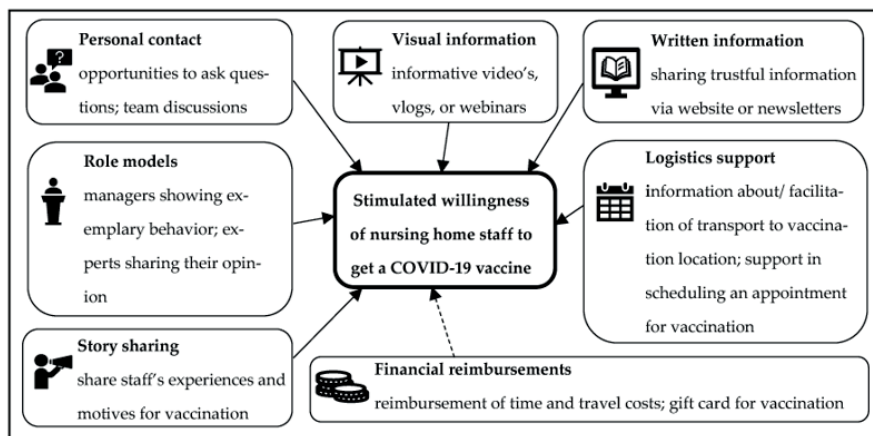 Personal contact
opportunities to ask ques-
tions; team discussions
Visual information
informative video's,
vlogs, or webinars
Written information
sharing trustful information
via website or newsletters
Role models
managers showing ex-
emplary behavior; ex-
perts sharing their opin-
ion
Stimulated willingness
of nursing home staff to
get a COVID-19 vaccine
Logistics support
information about/ facilita-
tion of transport to vaccina-
tion location; support in
scheduling an appointment
for vaccination
Story sharing
share staff's experiences and
motives for vaccination
Financial reimbursements
reimbursement of time and travel costs; gift card for vaccination